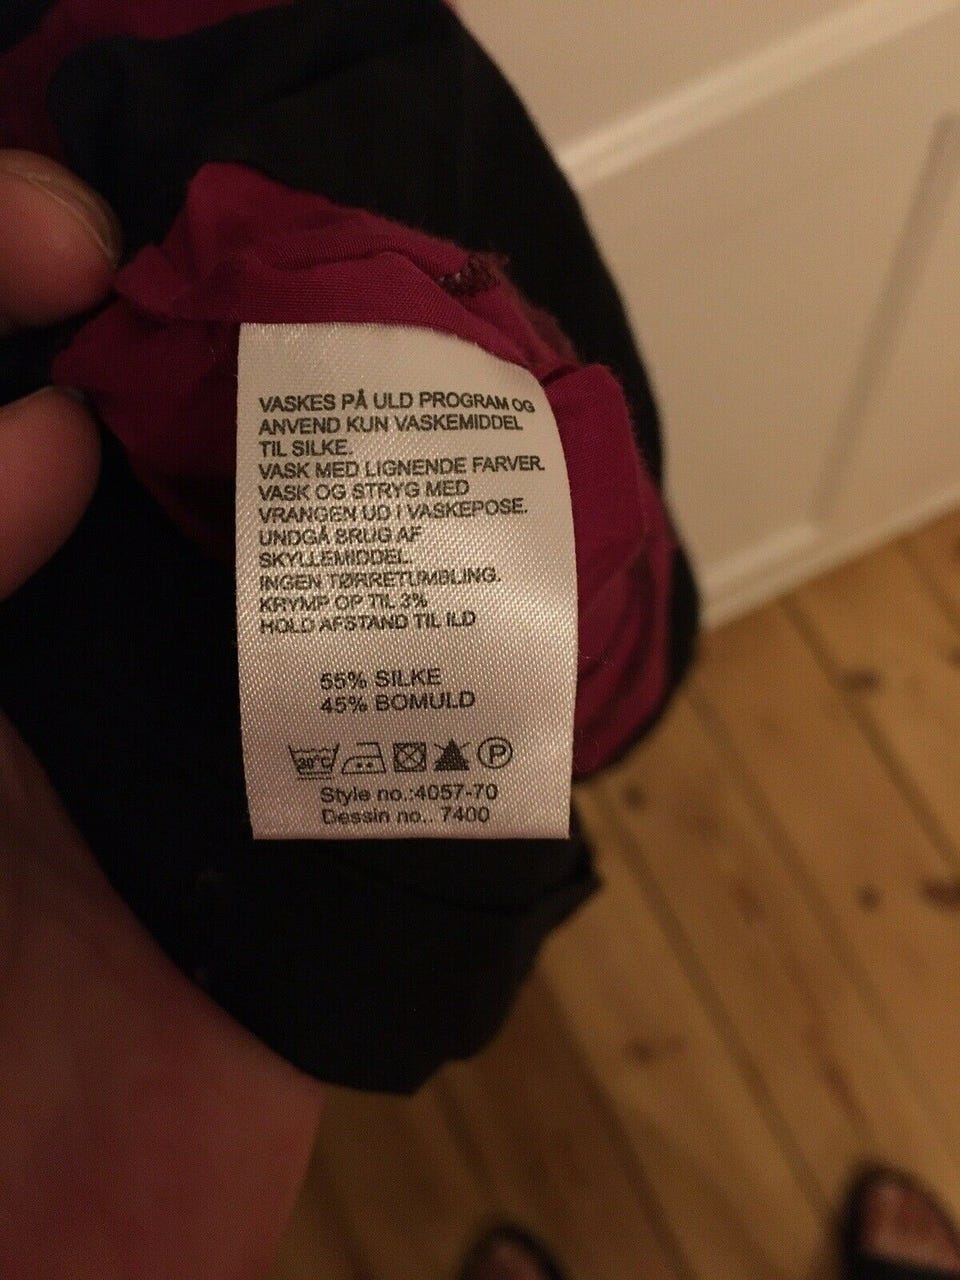 VASKES PÅ ULD PROGRAM OG
ANVEND KUN VASKEMIDDEL
TIL SILKE.
VASK MED LIGNENDE FARVER.
VASK OG STRYG MED
VRANGEN UD I VASKEPOSE.
UNDGÅ BRUG AF
SKYLLEMIDDEL.
INGEN TØRRETUMBLING.
KRYMP OP TIL 3%
HOLD AFSTAND TIL ILD
55% SILKE
45% BOMULD
30°C P
Style no.:4057-70
Dessin no.. 7400